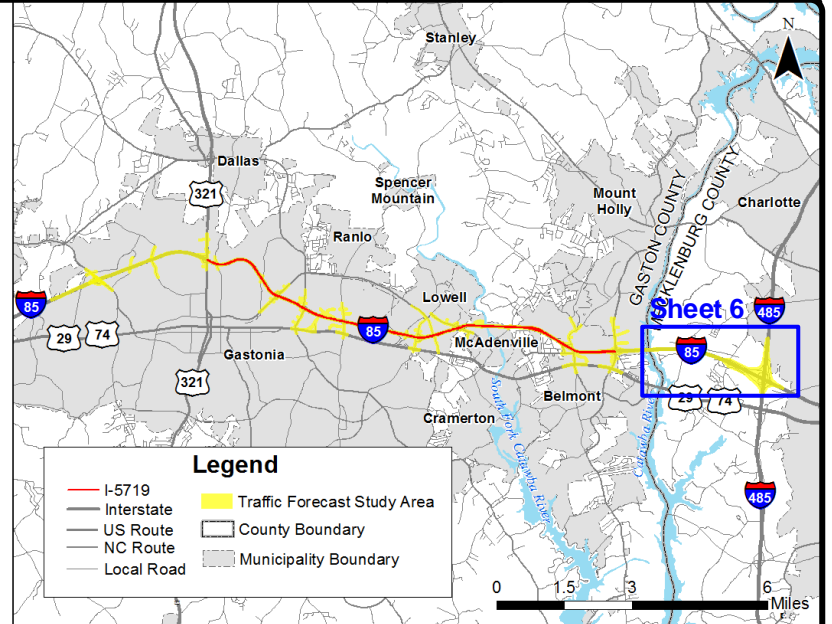 Stanley
N
Dallas
321
Spencer
Mountain
Mount
Holly
Charlotte
GASTON COUNTY
MECKLENBURG COUNTY
Ranlo
Lowell
Sheet 6
485
85
85
85
29
74
McAdenville
Gastonia
321
Belmont
29
74
Cramerton
South Fork Catawba River
Catawba River
485
Legend
I-5719
Interstate
US Route
NC Route
Local Road
Traffic Forecast Study Area
County Boundary
Municipality Boundary
0 1.5 3 6
Miles